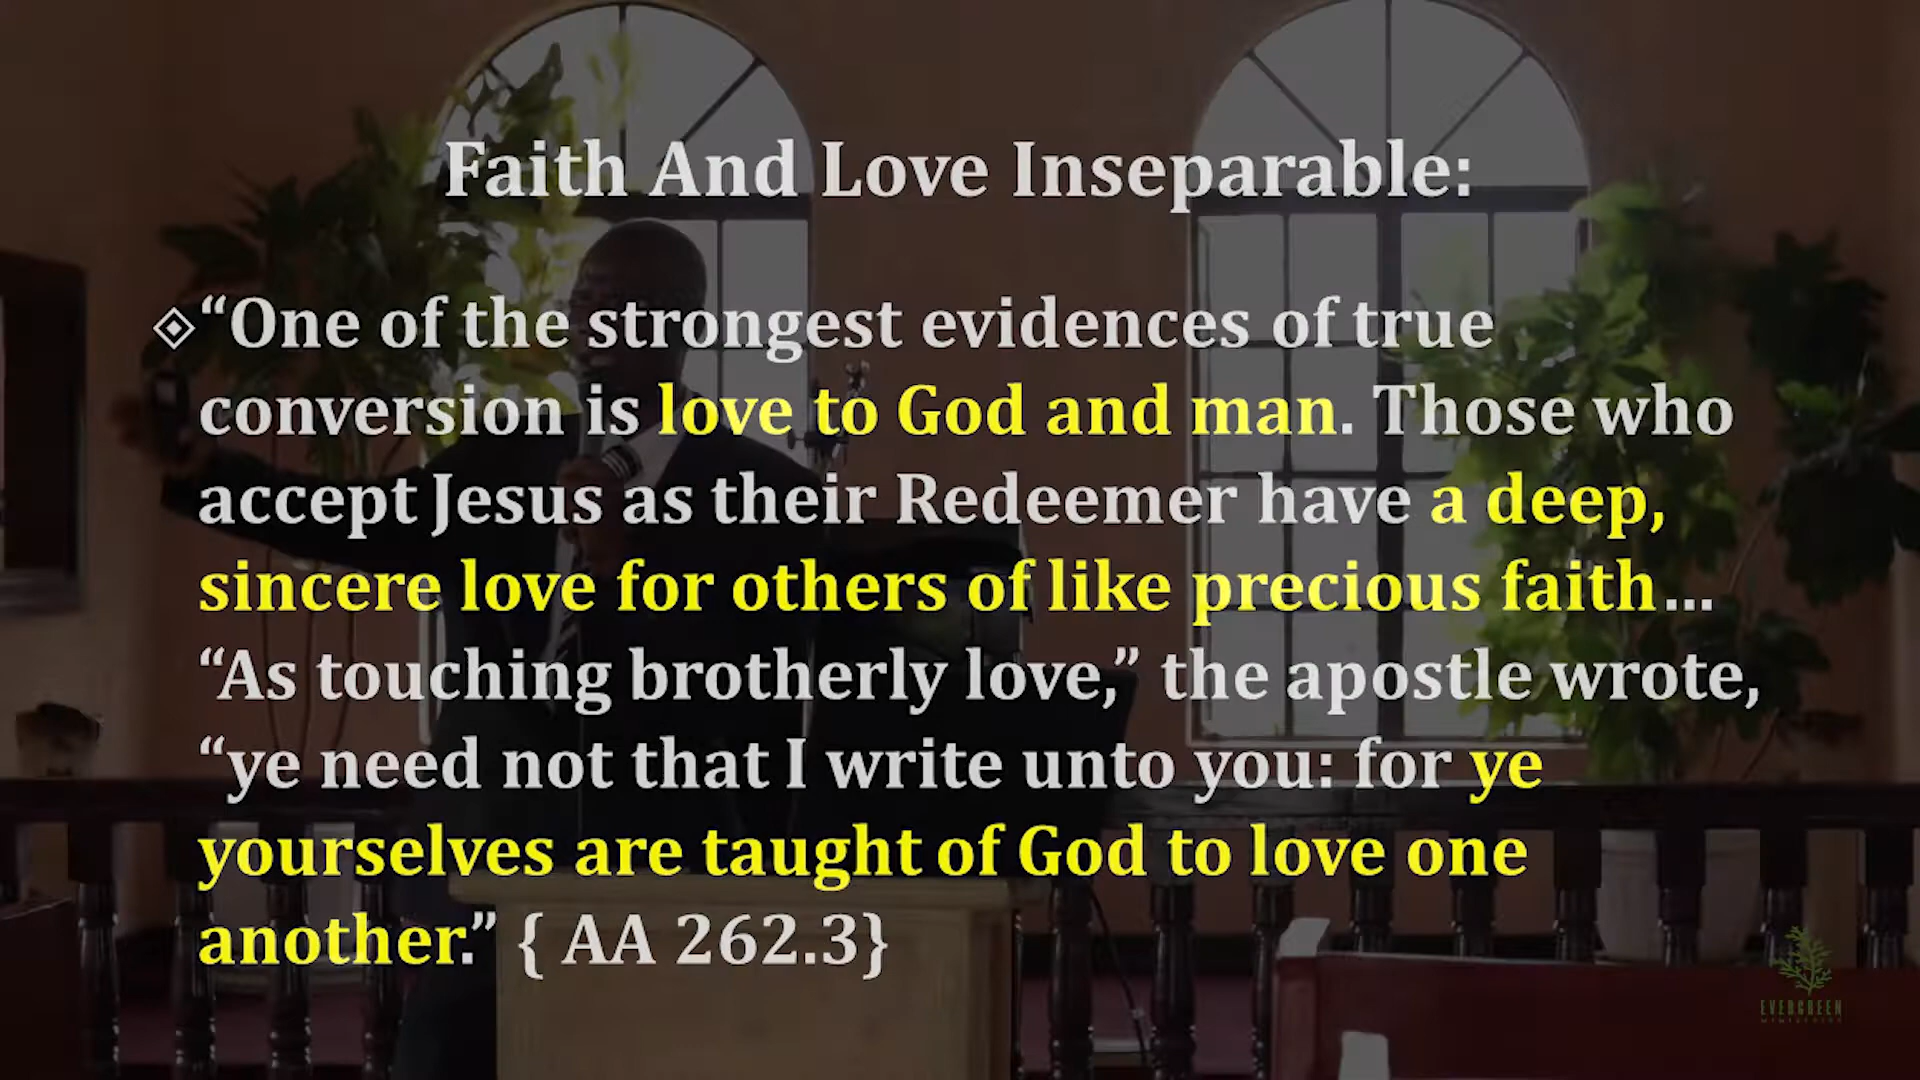 Faith And Love Inseparable:
“One of the strongest evidences of true
conversion is love to God and man. Those who
accept Jesus as their Redeemer have a deep,
sincere love for others of like precious faith…
“As touching brotherly love,” the apostle wrote,
“ye need not that I write unto you: for ye
yourselves are taught of God to love one
another.” { AA 262.3}
EVERGREEN